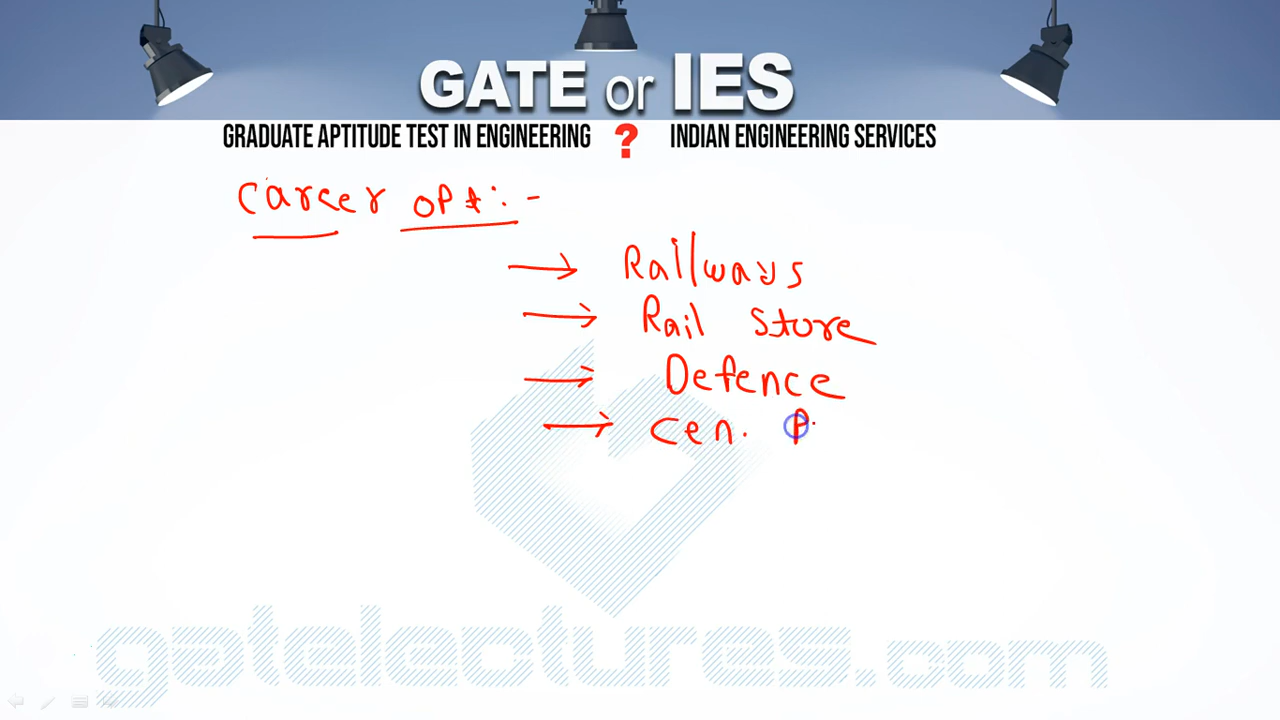 GATE or IES
GRADUATE APTITUDE TEST IN ENGINEERING ? INDIAN ENGINEERING SERVICES
Career opt:-
→ Railways
→ Rail Store
→ Defence
→ Cen. P.
gatelectures.com